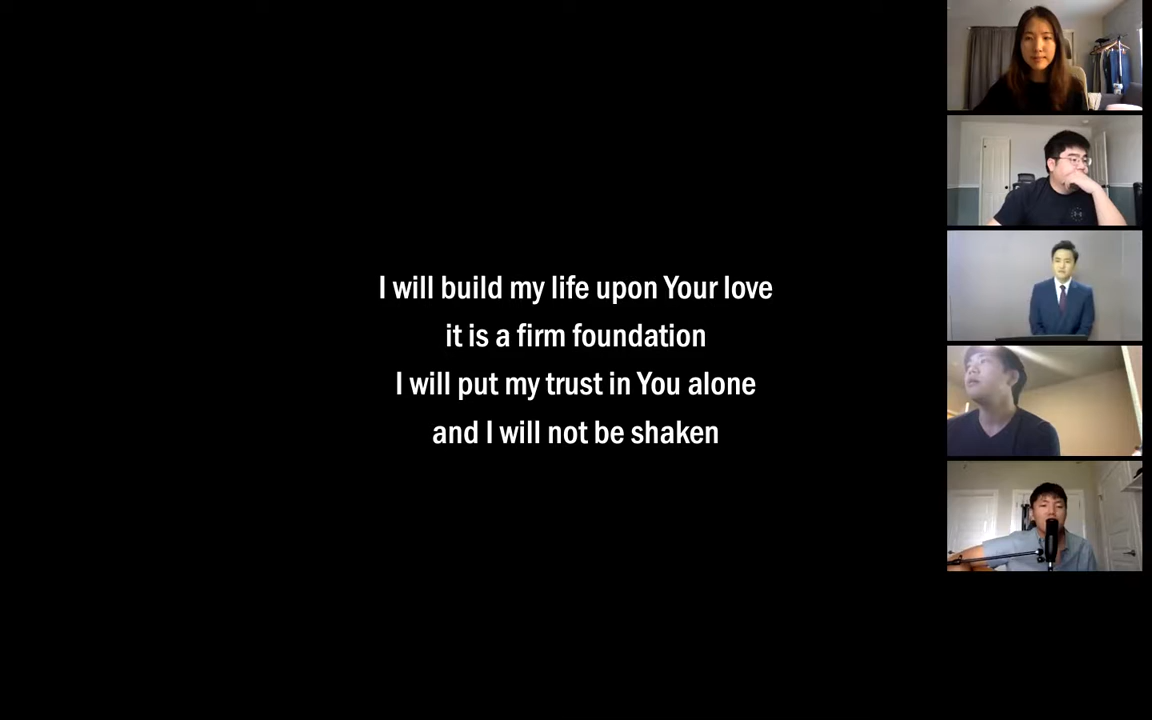 I will build my life upon Your love
it is a firm foundation
I will put my trust in You alone
and I will not be shaken